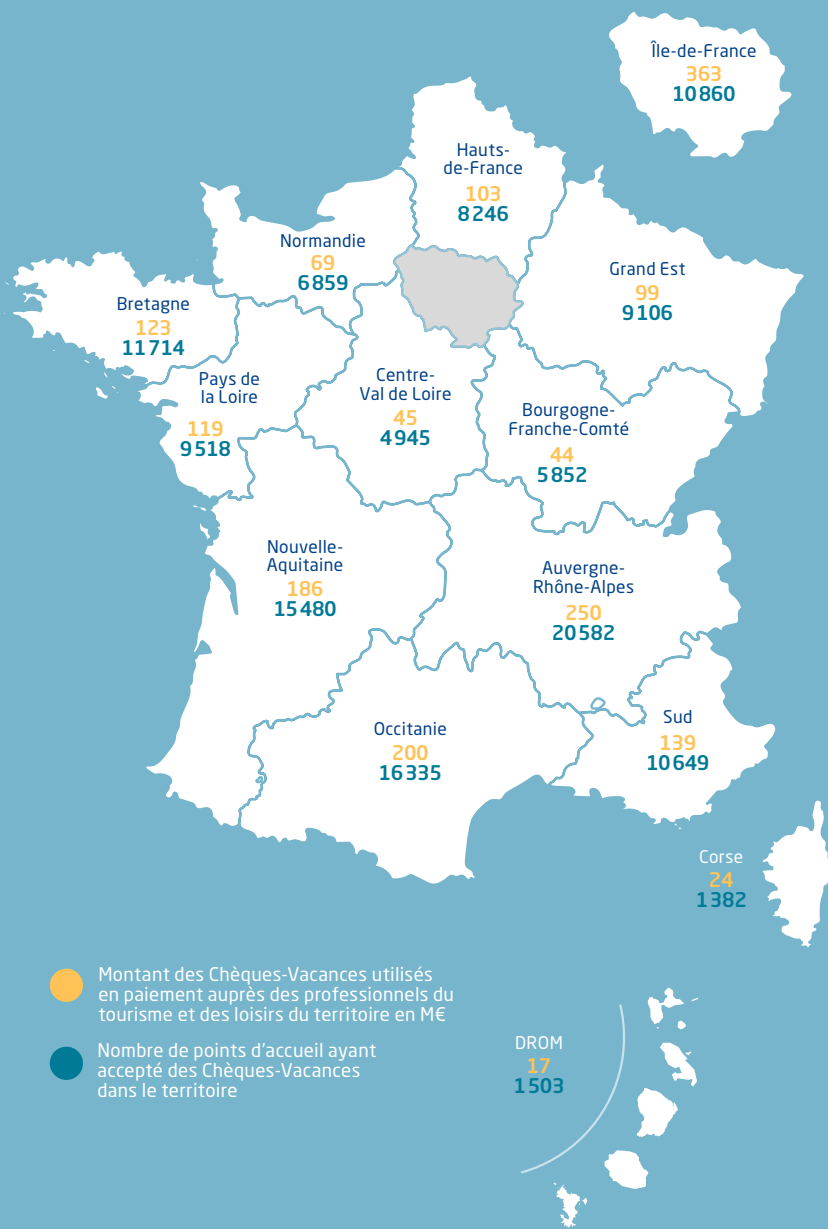 Île-de-France
363
10 860
Hauts-
de-France
103
8 246
Normandie
69
6 859
Grand Est
99
9 106
Bretagne
123
11 714
Pays de
la Loire
119
9 518
Centre-
Val de Loire
45
4 945
Bourgogne-
Franche-Comté
44
5 852
Nouvelle-
Aquitaine
186
15 480
Auvergne-
Rhône-Alpes
250
20 582
Occitanie
200
16 335
Sud
139
10 649
Corse
24
1 382
Montant des Chèques-Vacances utilisés
en paiement auprès des professionnels du
tourisme et des loisirs du territoire en M€
Nombre de points d'accueil ayant
accepté des Chèques-Vacances
dans le territoire
DROM
17
1 503